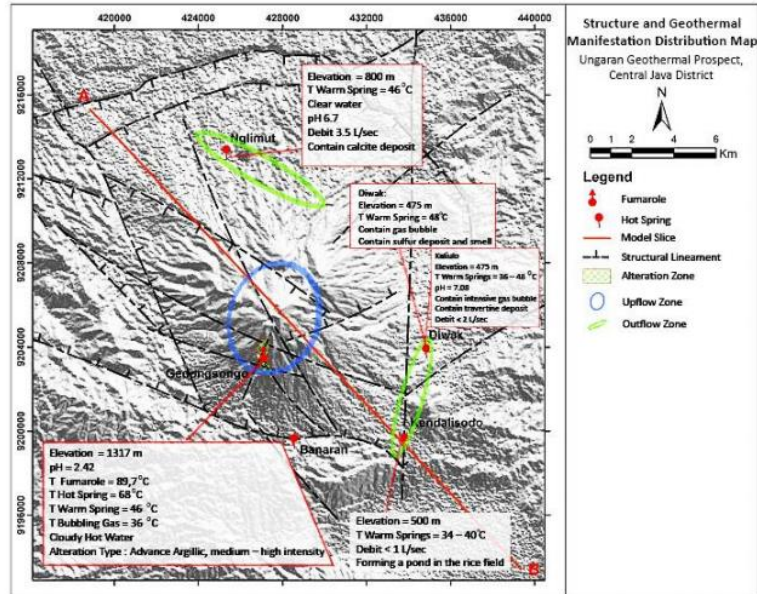 Structure and Geothermal
Manifestation Distribution Map
Ungaran Geothermal Prospect,
Central Java District
N
0 1 2 4 6
Km
Legend
Fumarole
Hot Spring
Model Slice
Structural Lineament
Alteration Zone
Upflow Zone
Outflow Zone
420000 424000 428000 432000 436000 440000
9216000
9212000
9208000
9204000
9200000
9196000
A
Elevation = 800 m
T Warm Spring = 46°C
Clear water
pH 6.7
Debit 3.5 L/sec
Contain calcite deposit
Nglimut
Diwak:
Elevation = 475 m
T Warm Spring = 48°C
Contain gas bubble
Contain sulfur deposit and smell
Kaliulo
Elevation = 475 m
T Warm Springs = 36 – 48 °C
pH = 7.08
Contain intensive gas bubble
Contain travertine deposit
Debit < 2 L/sec
Diwak
Gedongsongo
Kendalisodo
Banaran
Elevation = 1317 m
pH = 2.42
T Fumarole = 89,7°C
T Hot Spring = 68°C
T Warm Spring = 46 °C
T Bubbling Gas = 36 °C
Cloudy Hot Water
Alteration Type : Advance Argillic, medium – high intensity
Elevation = 500 m
T Warm Springs = 34 – 40°C
Debit < 1 L/sec
Forming a pond in the rice field
B